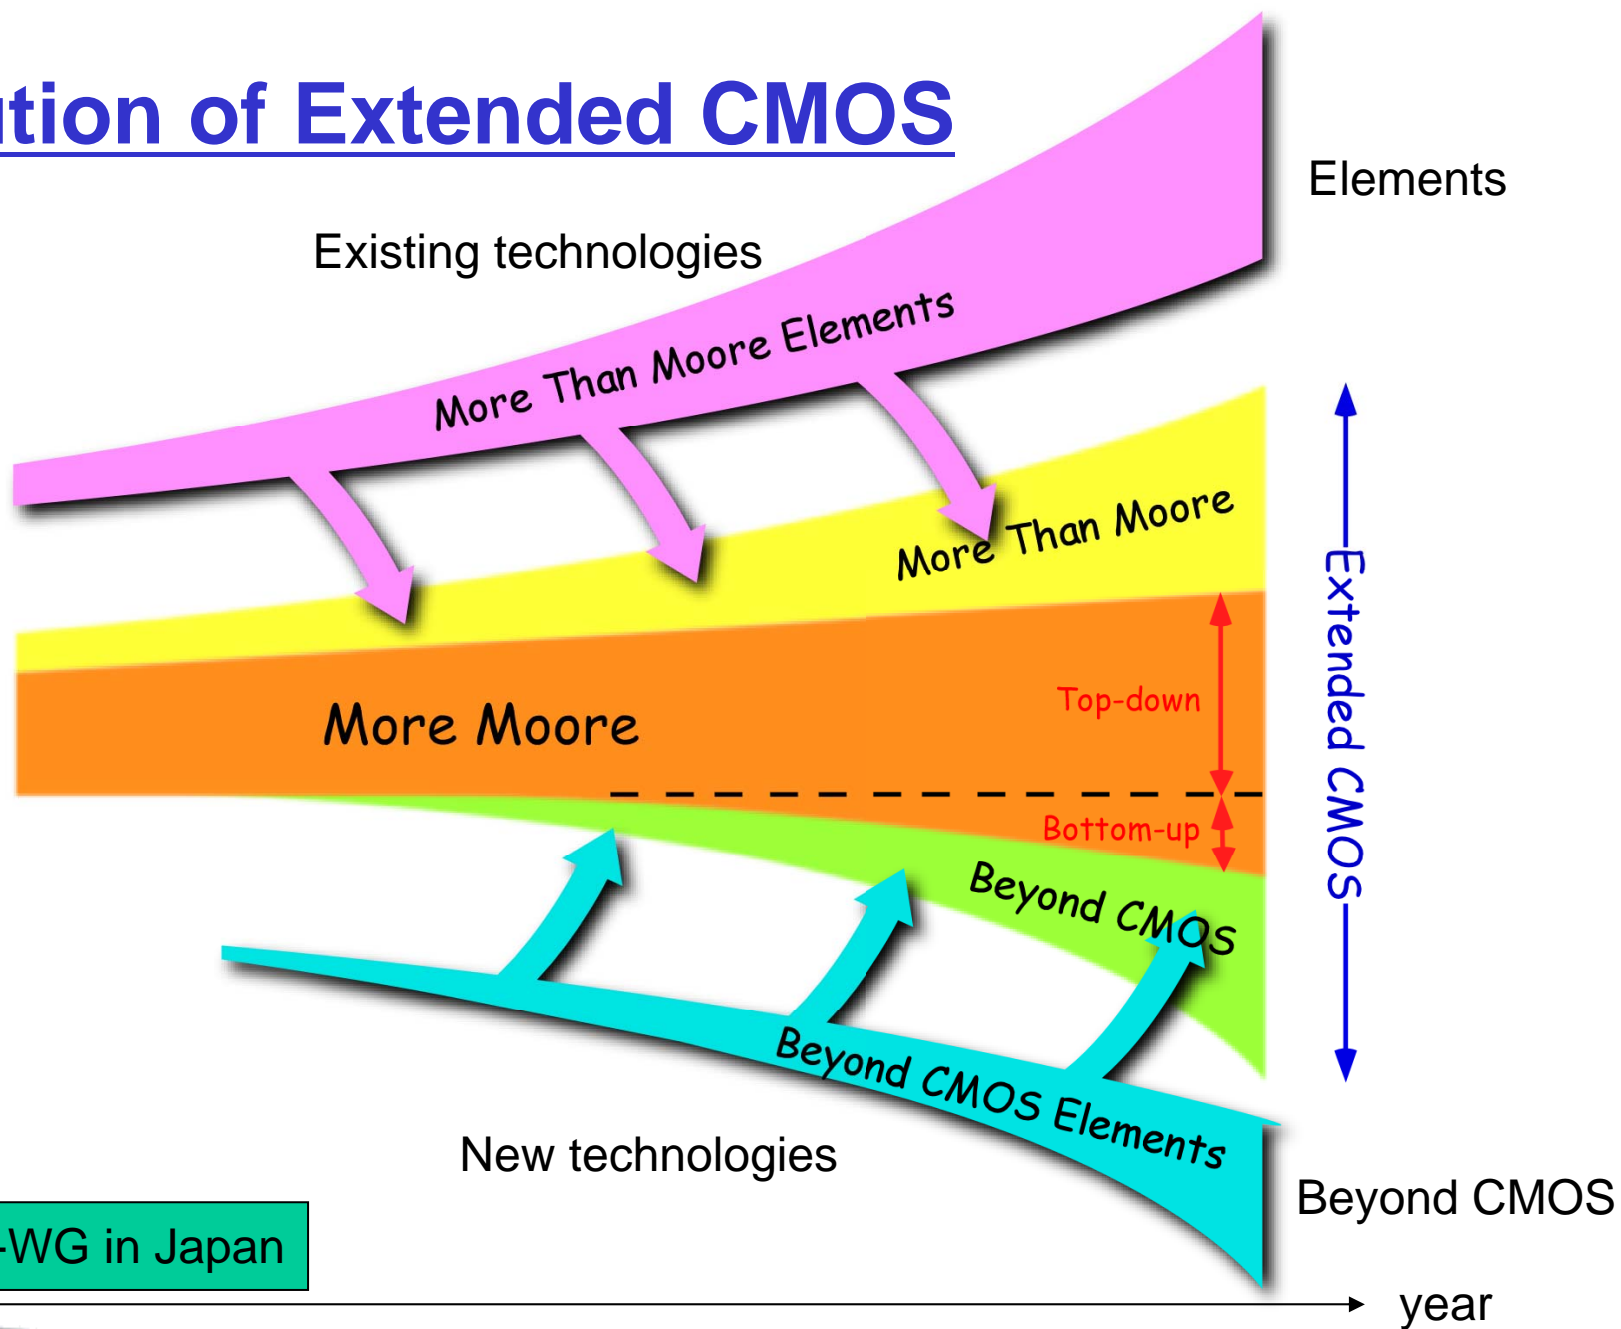 ution of Extended CMOS
Elements
Existing technologies
More Than Moore Elements
More Than Moore
Extended CMOS
Top-down
More Moore
Bottom-up
Beyond CMOS
Beyond CMOS Elements
New technologies
Beyond CMOS
-WG in Japan
year